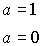 a = 1
a = 0